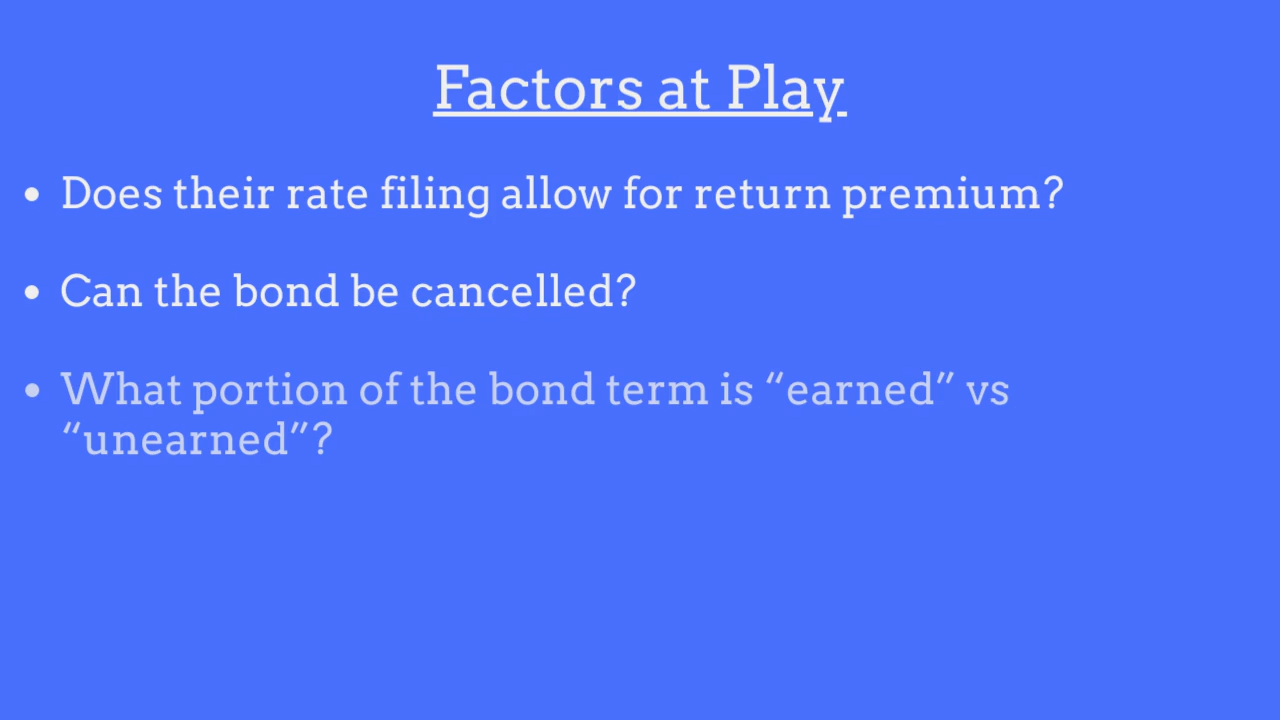 Factors at Play
• Does their rate filing allow for return premium?
• Can the bond be cancelled?
• What portion of the bond term is “earned” vs
“unearned”?